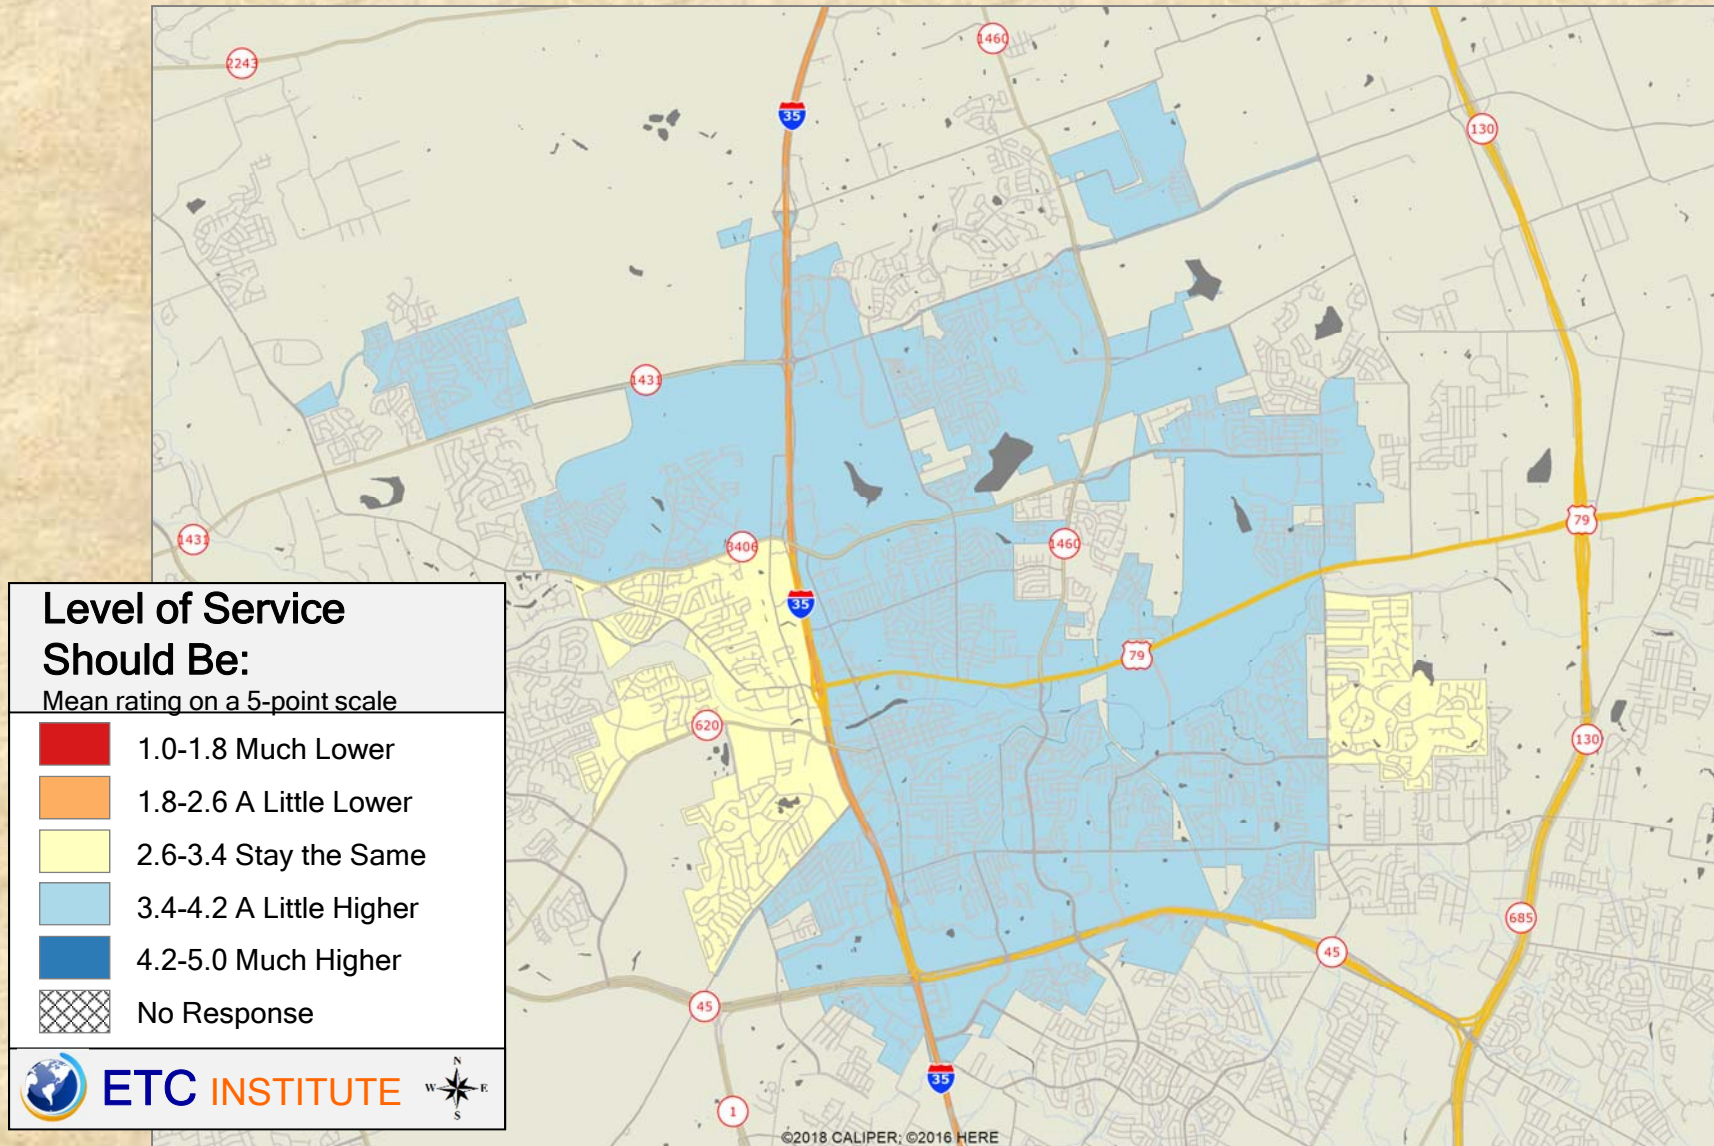 2243
1460
35
130
1431
1431
3406
1460
35
79
79
620
130
685
45
45
35
1
Level of Service
Should Be:
Mean rating on a 5-point scale
1.0-1.8 Much Lower
1.8-2.6 A Little Lower
2.6-3.4 Stay the Same
3.4-4.2 A Little Higher
4.2-5.0 Much Higher
No Response
ETC INSTITUTE
N
W E
S
©2018 CALIPER; ©2016 HERE